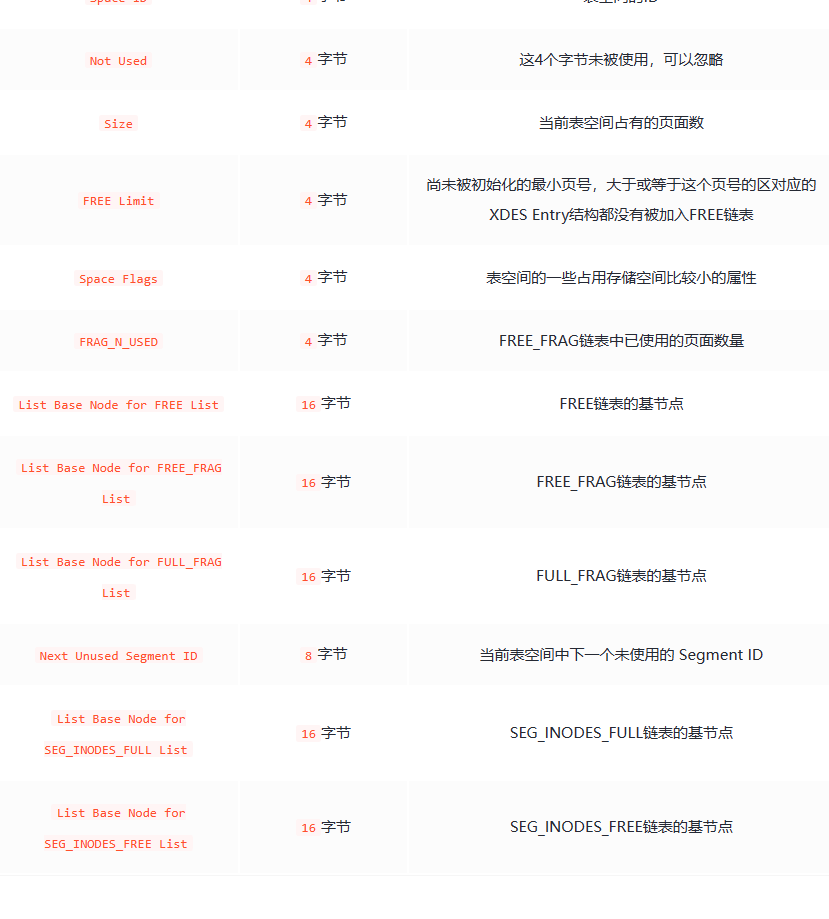 Space ID 4 字节 表空间的ID
Not Used 4 字节 这4个字节未被使用，可以忽略
Size 4 字节 当前表空间占有的页面数
FREE Limit 4 字节 尚未被初始化的最小页号，大于或等于这个页号的区对应的
XDES Entry结构都没有被加入FREE链表
Space Flags 4 字节 表空间的一些占用存储空间比较小的属性
FRAG_N_USED 4 字节 FREE_FRAG链表中已使用的页面数量
List Base Node for FREE List 16 字节 FREE链表的基节点
List Base Node for FREE_FRAG
List
16 字节 FREE_FRAG链表的基节点
List Base Node for FULL_FRAG
List
16 字节 FULL_FRAG链表的基节点
Next Unused Segment ID 8 字节 当前表空间中下一个未使用的 Segment ID
List Base Node for
SEG_INODES_FULL List
16 字节 SEG_INODES_FULL链表的基节点
List Base Node for
SEG_INODES_FREE List
16 字节 SEG_INODES_FREE链表的基节点